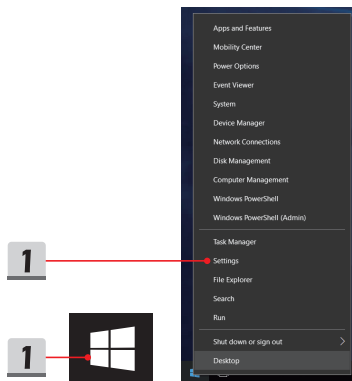 Apps and Features
Mobility Center
Power Options
Event Viewer
System
Device Manager
Network Connections
Disk Management
Computer Management
Windows PowerShell
Windows PowerShell (Admin)
Task Manager
1
Settings
File Explorer
Search
Run
1
Shut down or sign out
Desktop